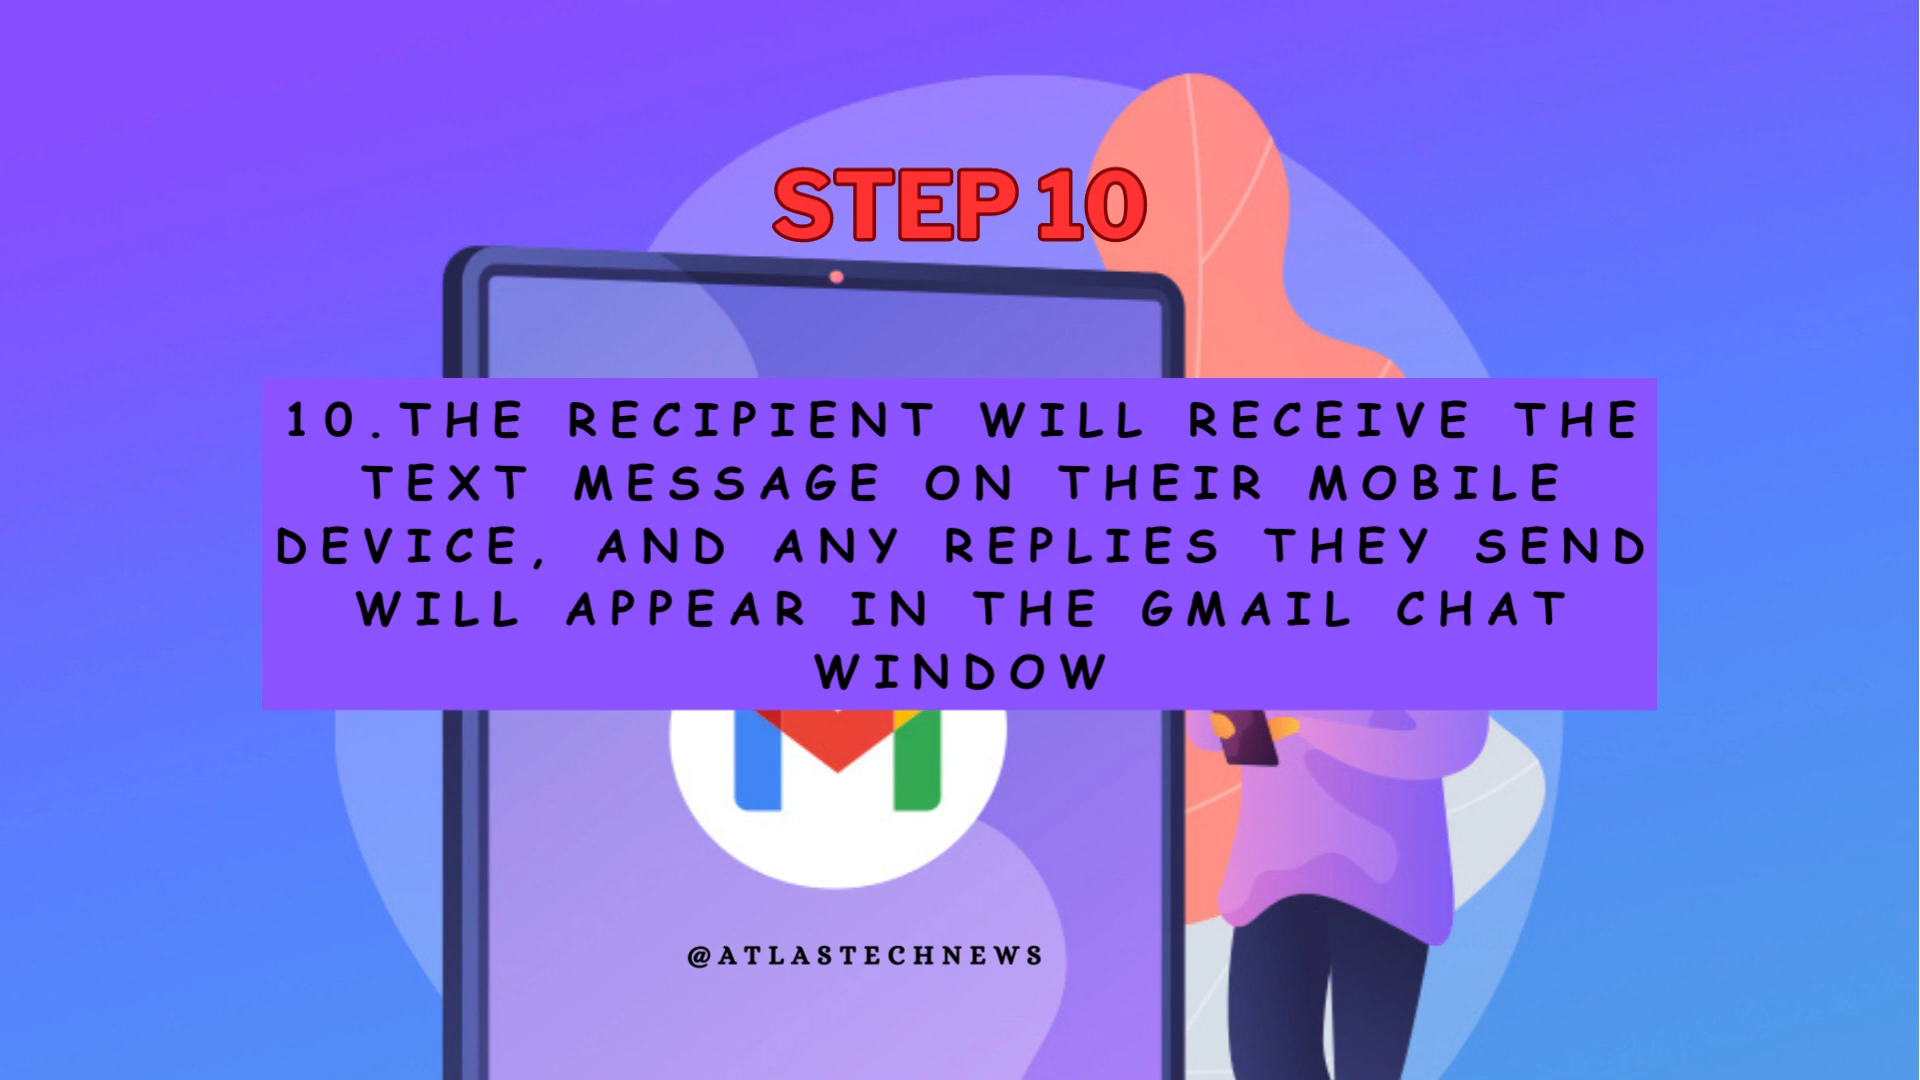 STEP 10
10.THE RECIPIENT WILL RECEIVE THE
TEXT MESSAGE ON THEIR MOBILE
DEVICE, AND ANY REPLIES THEY SEND
WILL APPEAR IN THE GMAIL CHAT
WINDOW
@ATLASTECHNEWS